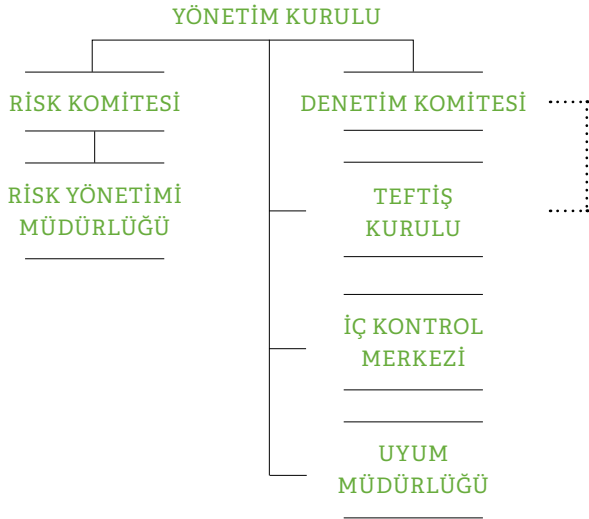 YÖNETİM KURULU
RİSK KOMİTESİ
DENETİM KOMİTESİ
RİSK YÖNETİMİ
MÜDÜRLÜĞÜ
TEFTİŞ
KURULU
İÇ KONTROL
MERKEZİ
UYUM
MÜDÜRLÜĞÜ